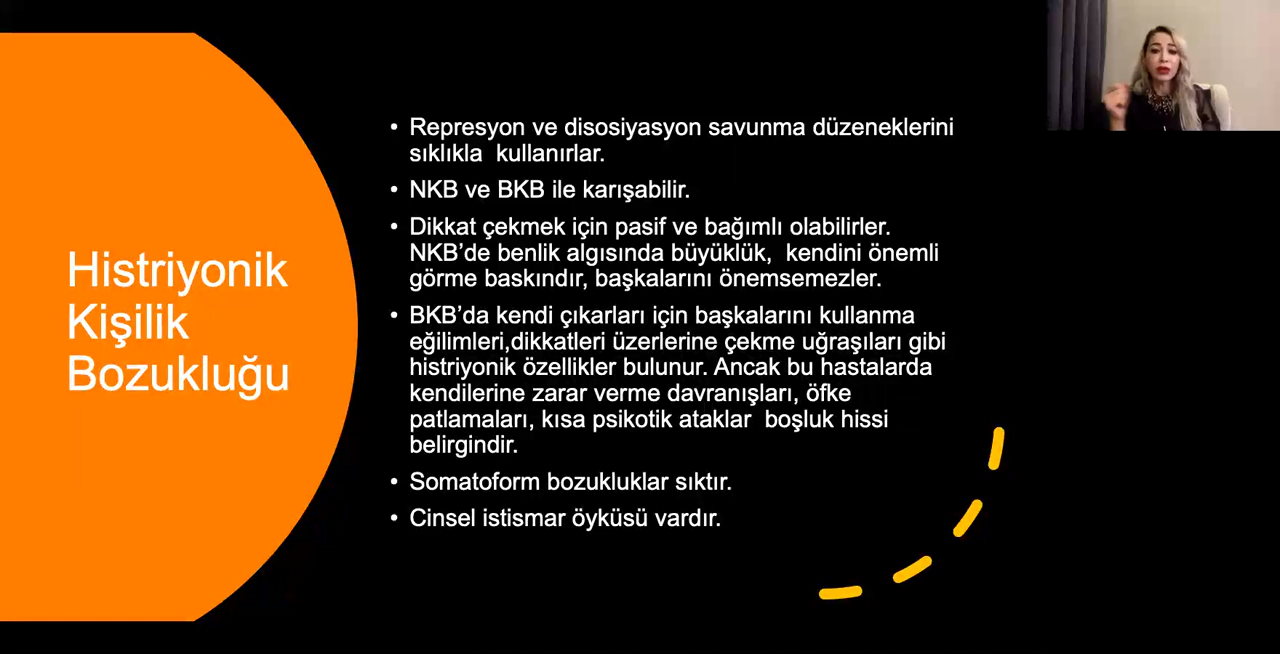 Histriyonik
Kişilik
Bozukluğu
• Represyon ve disosiyasyon savunma düzeneklerini
sıklıkla kullanırlar.
• NKB ve BKB ile karışabilir.
• Dikkat çekmek için pasif ve bağımlı olabilirler.
NKB’de benlik algısında büyüklük, kendini önemli
görme baskındır, başkalarını önemsemezler.
• BKB’da kendi çıkarları için başkalarını kullanma
eğilimleri,dikkatleri üzerlerine çekme uğraşıları gibi
histriyonik özellikler bulunur. Ancak bu hastalarda
kendilerine zarar verme davranışları, öfke
patlamaları, kısa psikotik ataklar boşluk hissi
belirgindir.
• Somatoform bozukluklar sıktır.
• Cinsel istismar öyküsü vardır.